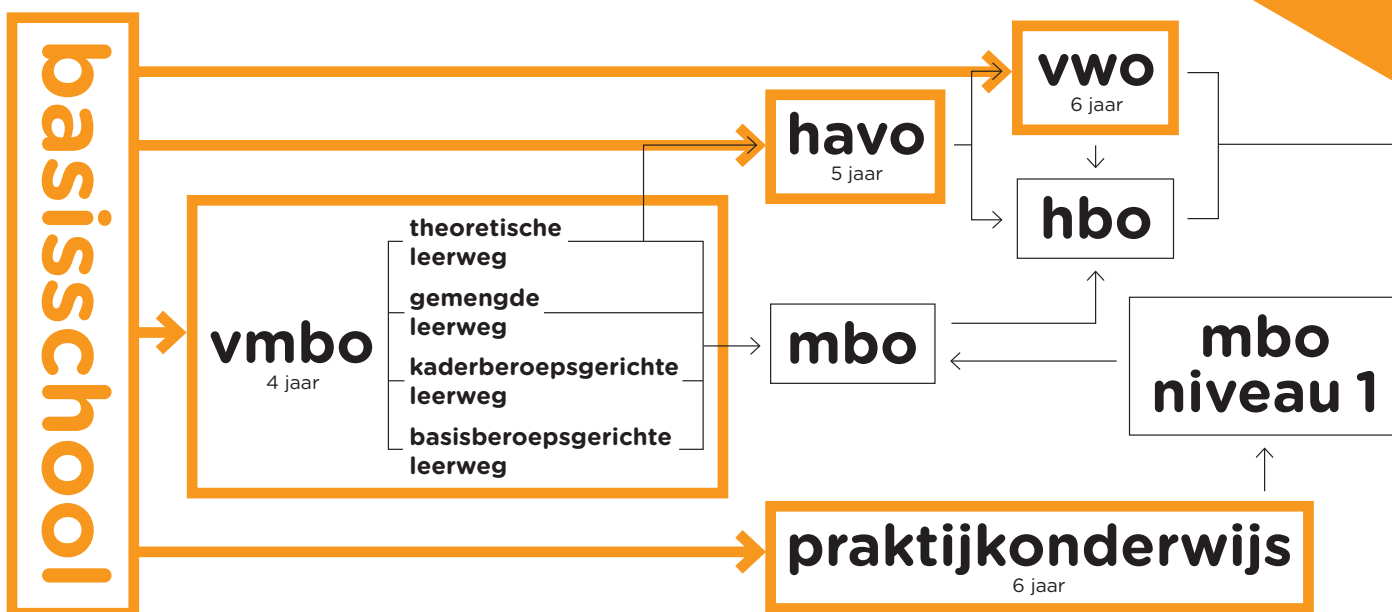 basisschool
vwo
6 jaar
havo
5 jaar
hbo
vmbo
4 jaar
theoretische
leerweg
gemengde
leerweg
kaderberoepsgerichte
leerweg
basisberoepsgerichte
leerweg
mbo
mbo
niveau 1
praktijkonderwijs
6 jaar